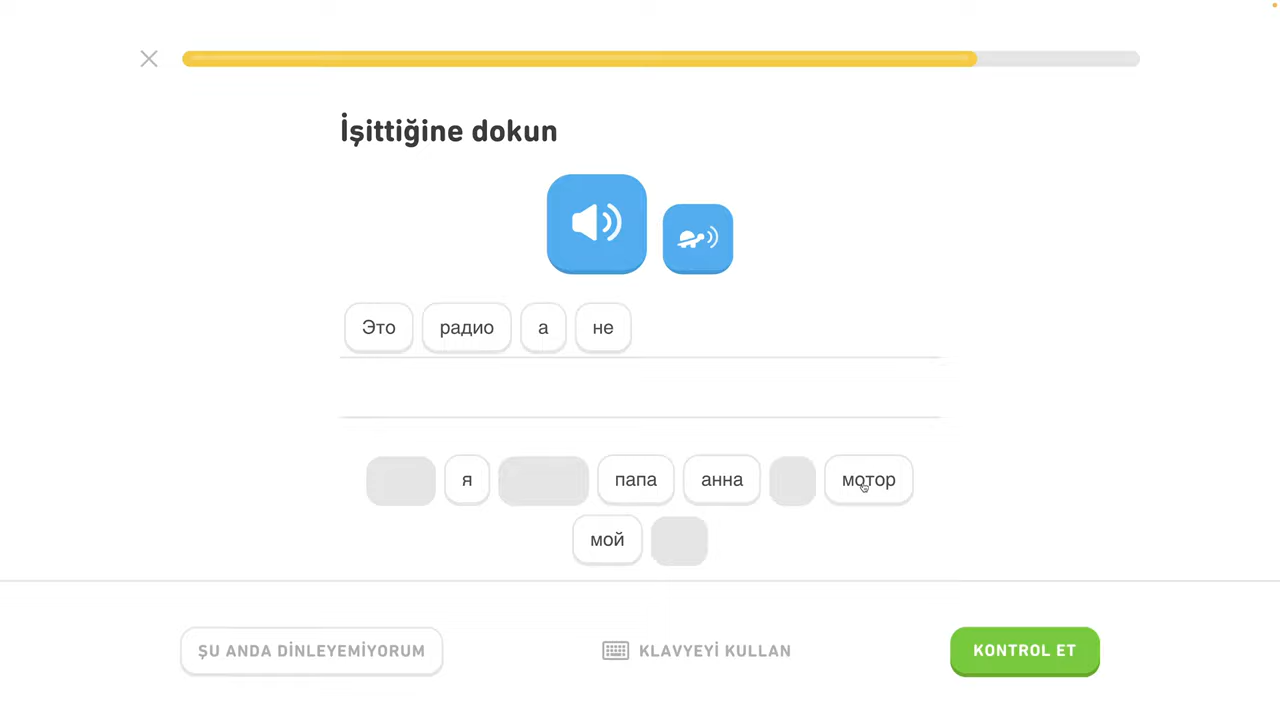 İşittiğine dokun
Это радио а не
я папа анна мотор
мой
ŞU ANDA DİNLEYEMİYORUM KLAVYEYİ KULLAN KONTROL ET